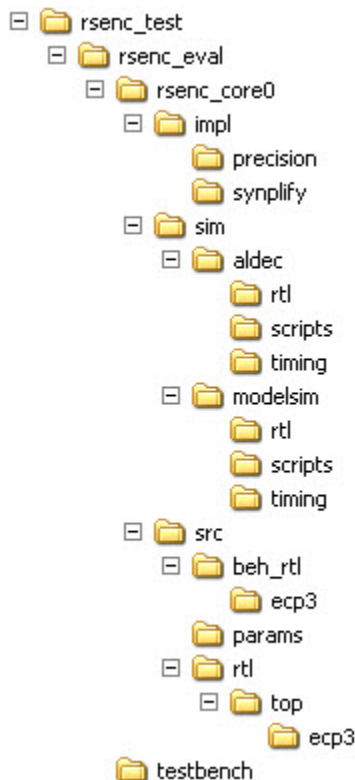 rsenc_test
rsenc_eval
rsenc_core0
impl
precision
synplify
sim
aldec
rtl
scripts
timing
modelsim
rtl
scripts
timing
src
beh_rtl
ecp3
params
rtl
top
ecp3
testbench